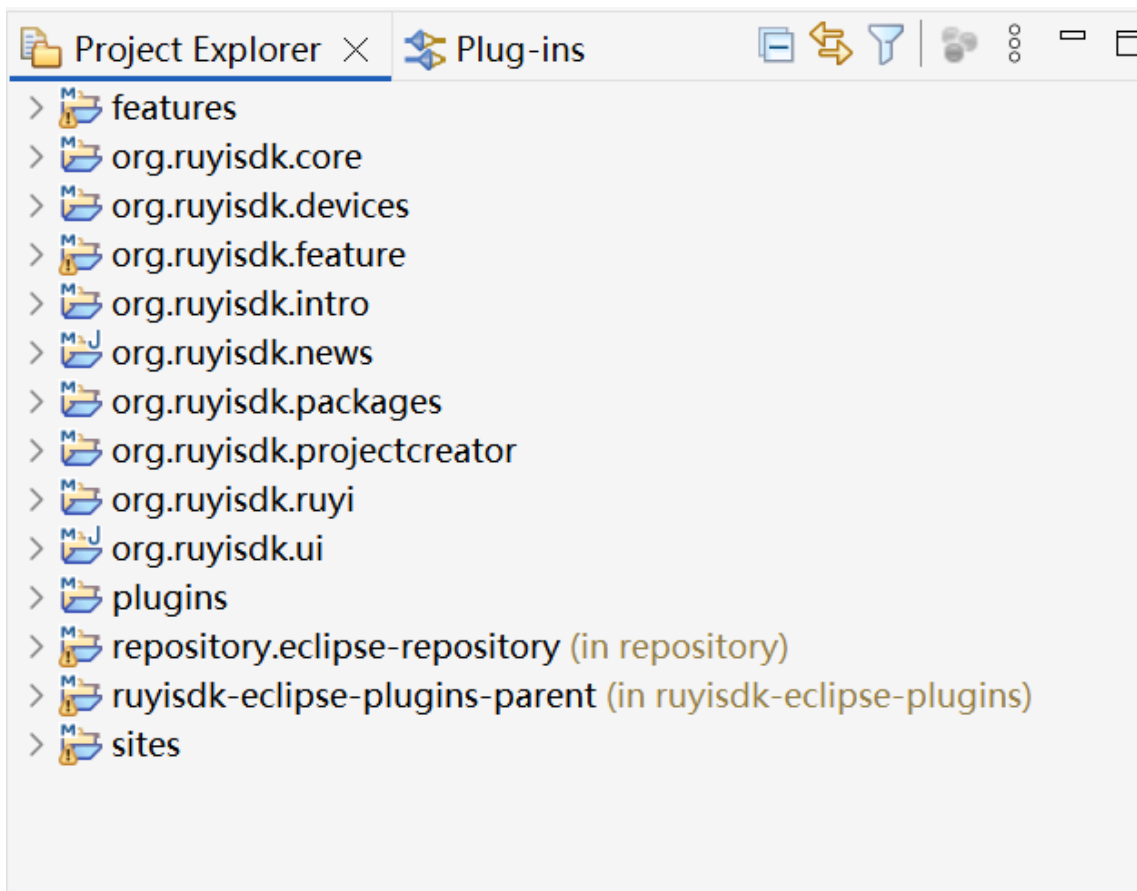 Project Explorer Plug-ins
features
org.ruyisdk.core
org.ruyisdk.devices
org.ruyisdk.feature
org.ruyisdk.intro
org.ruyisdk.news
org.ruyisdk.packages
org.ruyisdk.projectcreator
org.ruyisdk.ruyi
org.ruyisdk.ui
plugins
repository.eclipse-repository (in repository)
ruyisdk-eclipse-plugins-parent (in ruyisdk-eclipse-plugins)
sites